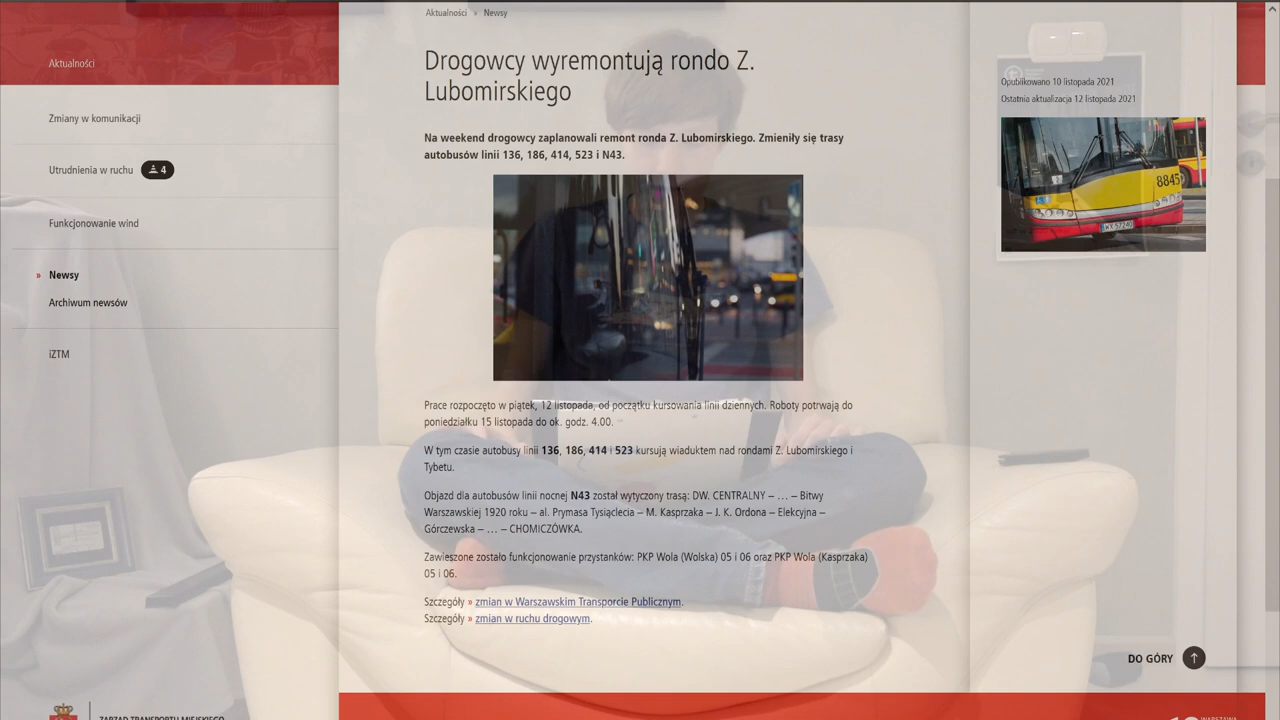 Aktualności » Newsy
Aktualności
Zmiany w komunikacji
Utrudnienia w ruchu 4
Funkcjonowanie wind
» Newsy
Archiwum newsów
iZTM
Drogowcy wyremontują rondo Z.
Lubomirskiego
Na weekend drogowcy zaplanowali remont ronda Z. Lubomirskiego. Zmieniły się trasy
autobusów linii 136, 186, 414, 523 i N43.
Prace rozpoczęto w piątek, 12 listopada, od początku kursowania linii dziennych. Roboty potrwają do
poniedziałku 15 listopada do ok. godz. 4.00.
W tym czasie autobusy linii 136, 186, 414 i 523 kursują wiaduktem nad rondami Z. Lubomirskiego i
Tybetu.
Objazd dla autobusów linii nocnej N43 został wytyczony trasą: DW. CENTRALNY – … – Bitwy
Warszawskiej 1920 roku – al. Prymasa Tysiąclecia – M. Kasprzaka – J. K. Ordona – Elekcyjna –
Górczewska – … – CHOMICZÓWKA.
Zawieszone zostało funkcjonowanie przystanków: PKP Wola (Wolska) 05 i 06 oraz PKP Wola (Kasprzaka)
05 i 06.
Szczegóły » zmian w Warszawskim Transporcie Publicznym.
Szczegóły » zmian w ruchu drogowym.
Opublikowano 10 listopada 2021
Ostatnia aktualizacja 12 listopada 2021
8845
WX 57240
DO GÓRY
ZARZĄD TRANSPORTU MIEJSKIEGO
WARSZAWA